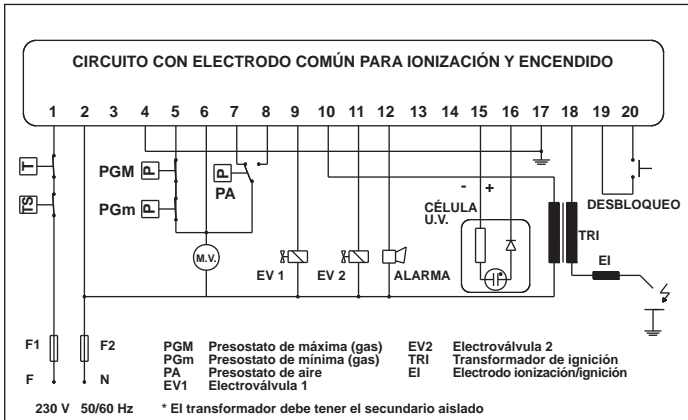 CIRCUITO CON ELECTRODO COMÚN PARA IONIZACIÓN Y ENCENDIDO
1 2 3 4 5 6 7 8 9 10 11 12 13 14 15 16 17 18 19 20
T
TS
PGM P
PGm P
P
PA
M.V.
EV 1
EV 2
ALARMA
- +
CÉLULA
U.V.
TRI
DESBLOQUEO
EI
F1 F2
F N
230 V 50/60 Hz
PGM Presostato de máxima (gas)
PGm Presostato de mínima (gas)
PA Presostato de aire
EV1 Electroválvula 1
EV2 Electroválvula 2
TRI Transformador de ignición
EI Electrodo ionización/ignición
* El transformador debe tener el secundario aislado